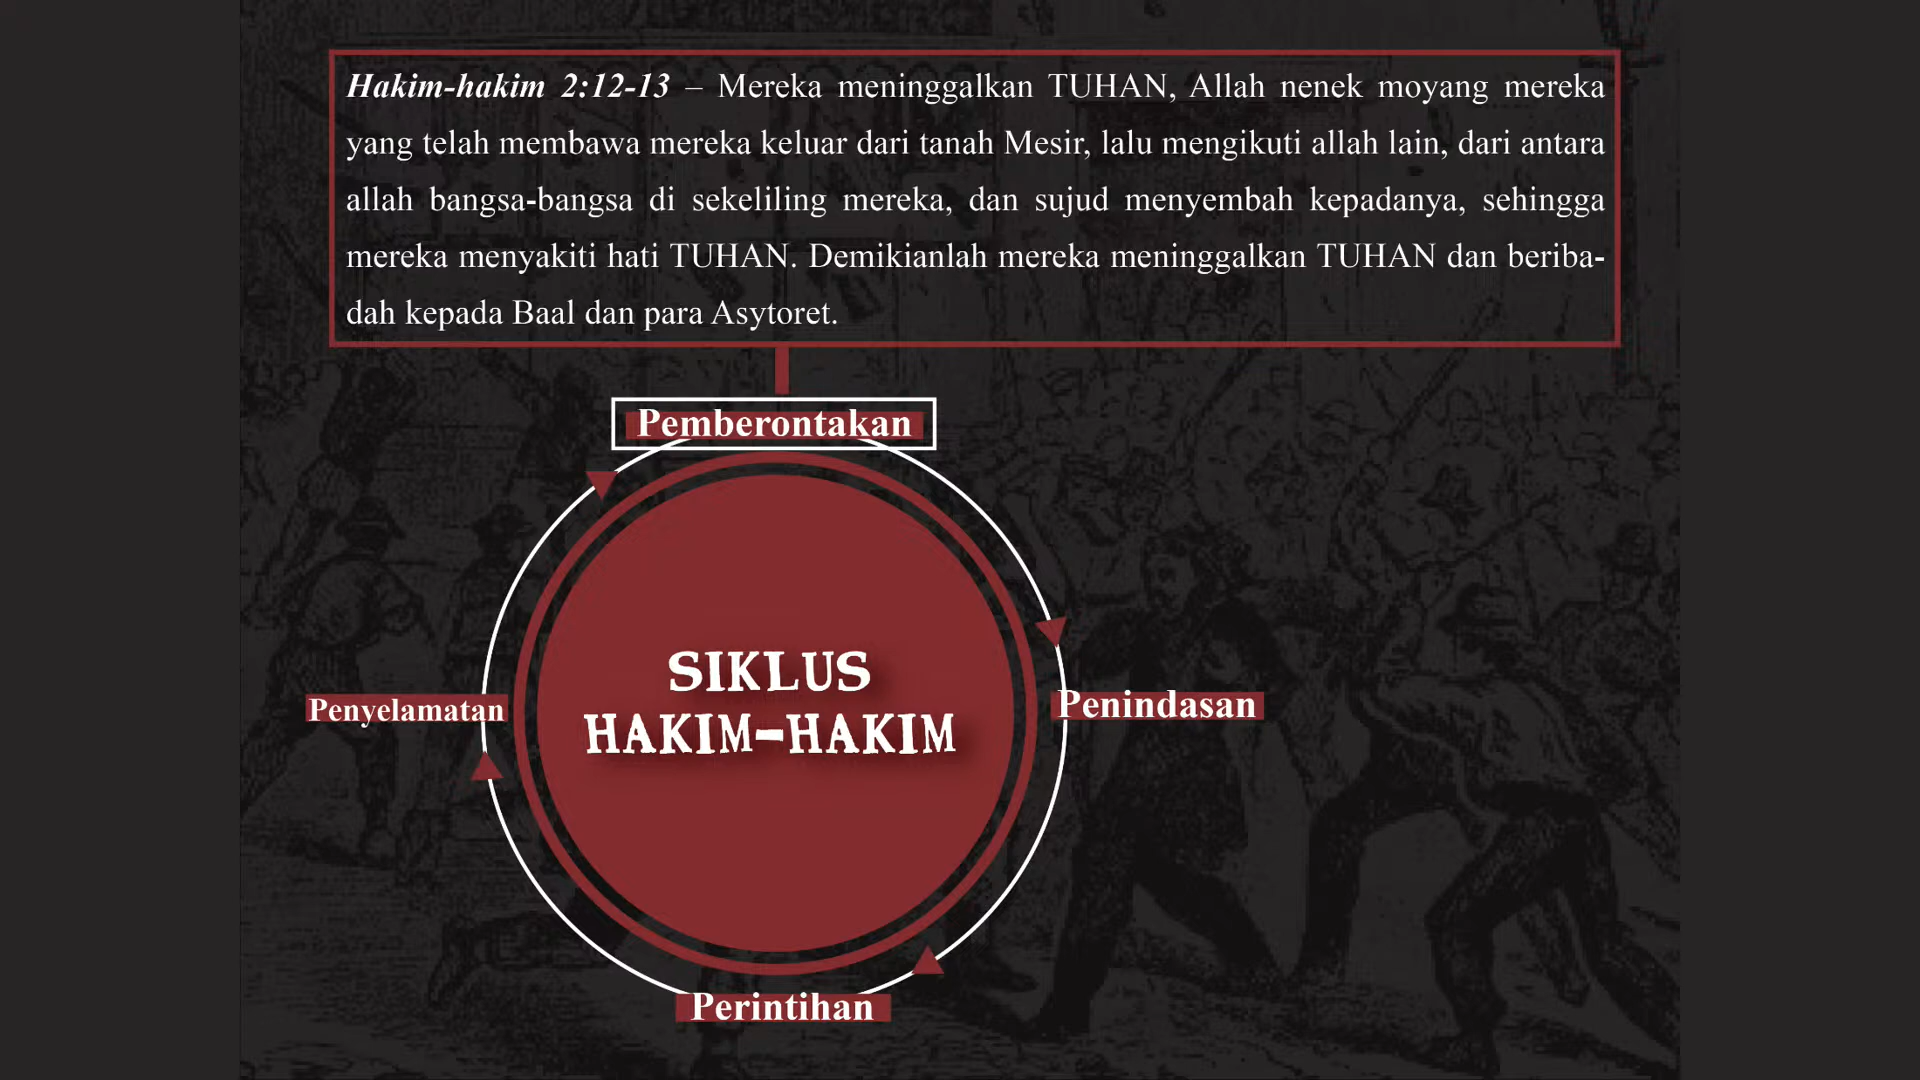 Hakim-hakim 2:12-13 – Mereka meninggalkan TUHAN, Allah nenek moyang mereka
yang telah membawa mereka keluar dari tanah Mesir, lalu mengikuti allah lain, dari antara
allah bangsa-bangsa di sekeliling mereka, dan sujud menyembah kepadanya, sehingga
mereka menyakiti hati TUHAN. Demikianlah mereka meninggalkan TUHAN dan beriba-
dah kepada Baal dan para Asytoret.
Pemberontakan
SIKLUS
HAKIM-HAKIM
Penyelamatan
Penindasan
Perintihan